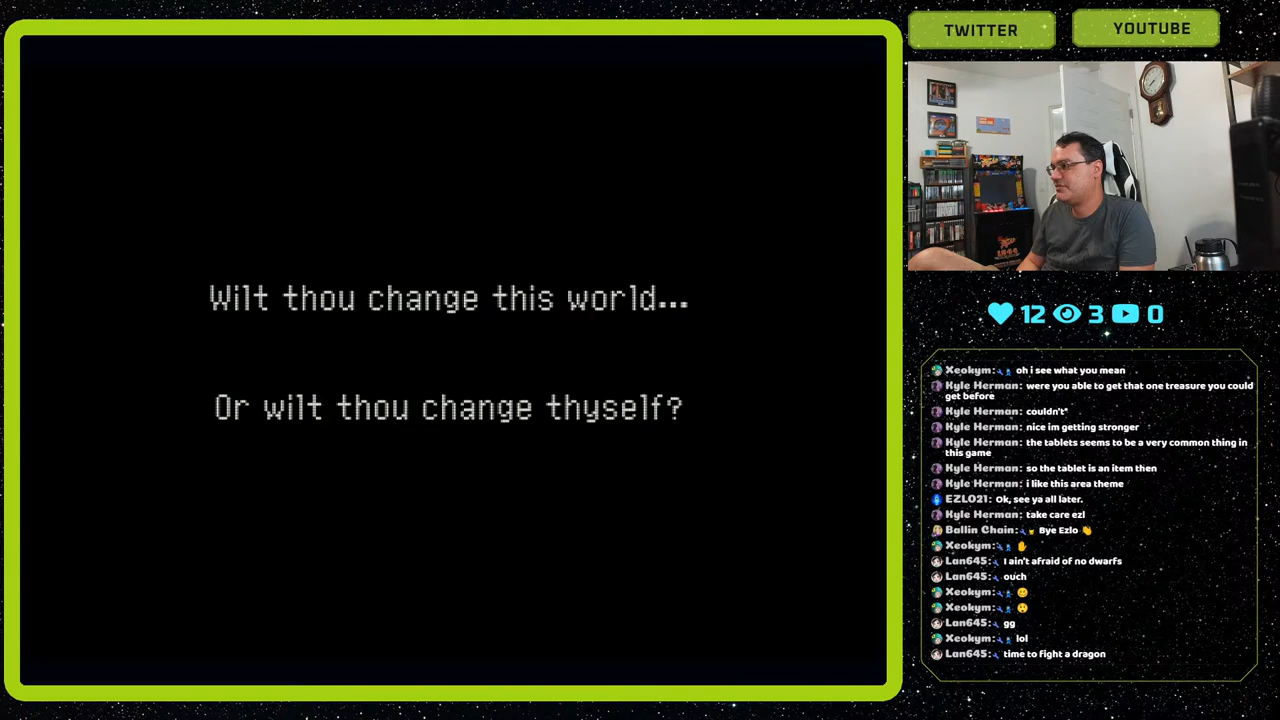 TWITTER
YOUTUBE
Wilt thou change this world...
Or wilt thou change thyself?
12 3 0
Xeokym: oh i see what you mean
Kyle Herman: were you able to get that one treasure you could
get before
Kyle Herman: couldn't*
Kyle Herman: nice im getting stronger
Kyle Herman: the tablets seems to be a very common thing in
this game
Kyle Herman: so the tablet is an item then
Kyle Herman: i like this area theme
EZLO21: Ok, see ya all later.
Kyle Herman: take care ezl
Ballin Chain: Bye Ezlo 👋
Xeokym: ✋
Lan645: I ain't afraid of no dwarfs
Lan645: ouch
Xeokym: 😊
Xeokym: 😲
Lan645: gg
Xeokym: lol
Lan645: time to fight a dragon